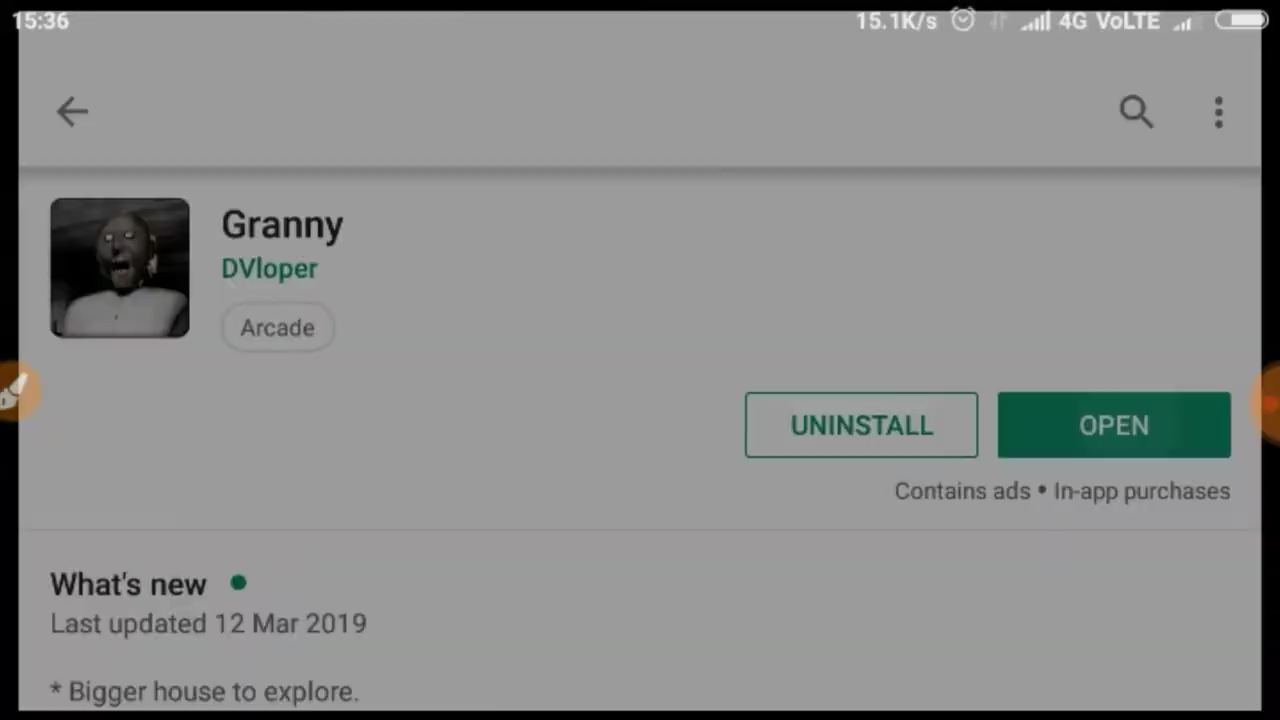 15:36
15.1K/s 4G VoLTE
Granny
DVloper
Arcade
UNINSTALL OPEN
Contains ads • In-app purchases
What's new
Last updated 12 Mar 2019
* Bigger house to explore.